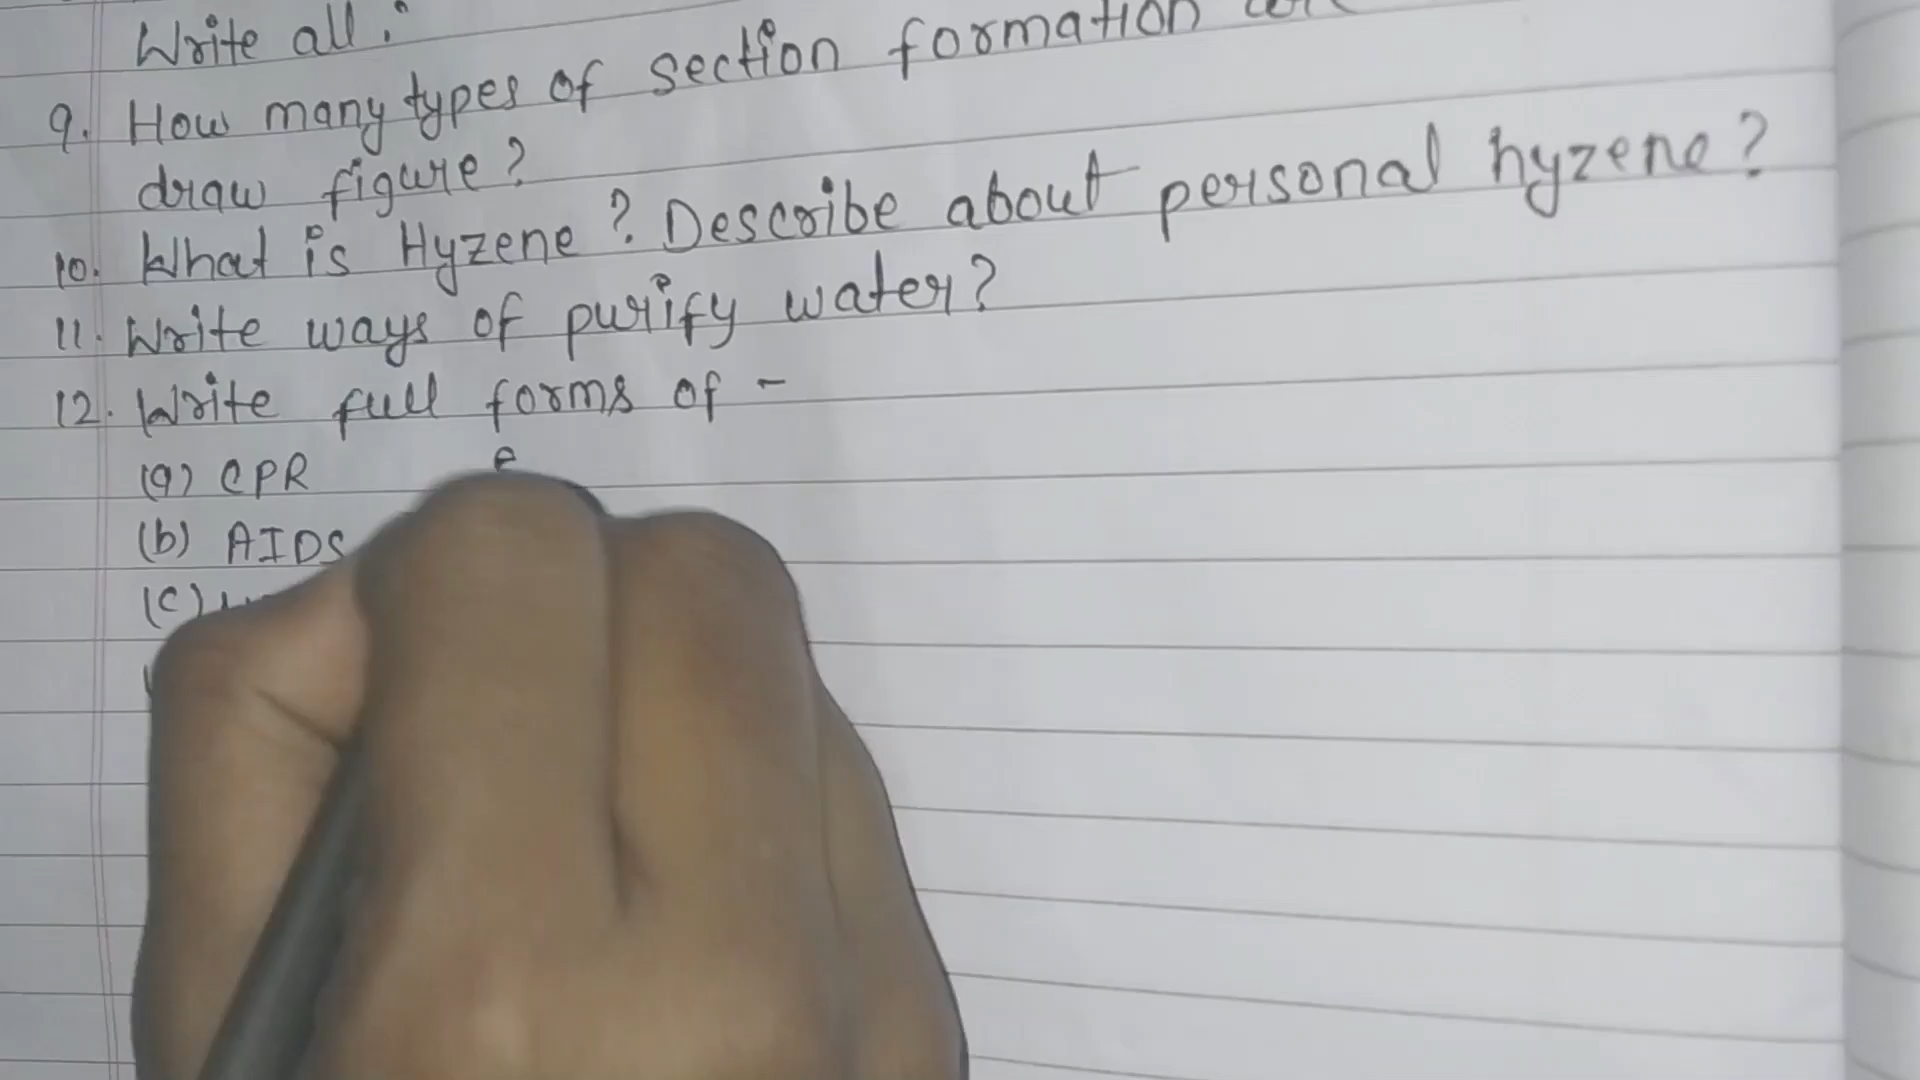 Write all.
9. How many types of section formation
draw figure?
10. What is Hyzene? Describe about personal hyzene?
11. Write ways of purify water?
12. Write full forms of -
(a) CPR
(b) AIDS
(c)